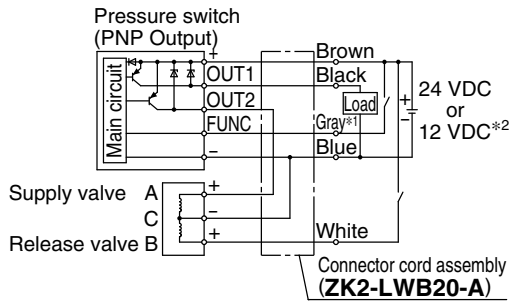 Pressure switch
(PNP Output)
Main circuit
+
OUT1
OUT2
FUNC
−
Brown
Black
Load
Gray*1
Blue
+
−
24 VDC
or
12 VDC*2
Supply valve A +
C −
Release valve B +
White
Connector cord assembly
(ZK2-LWB20-A)